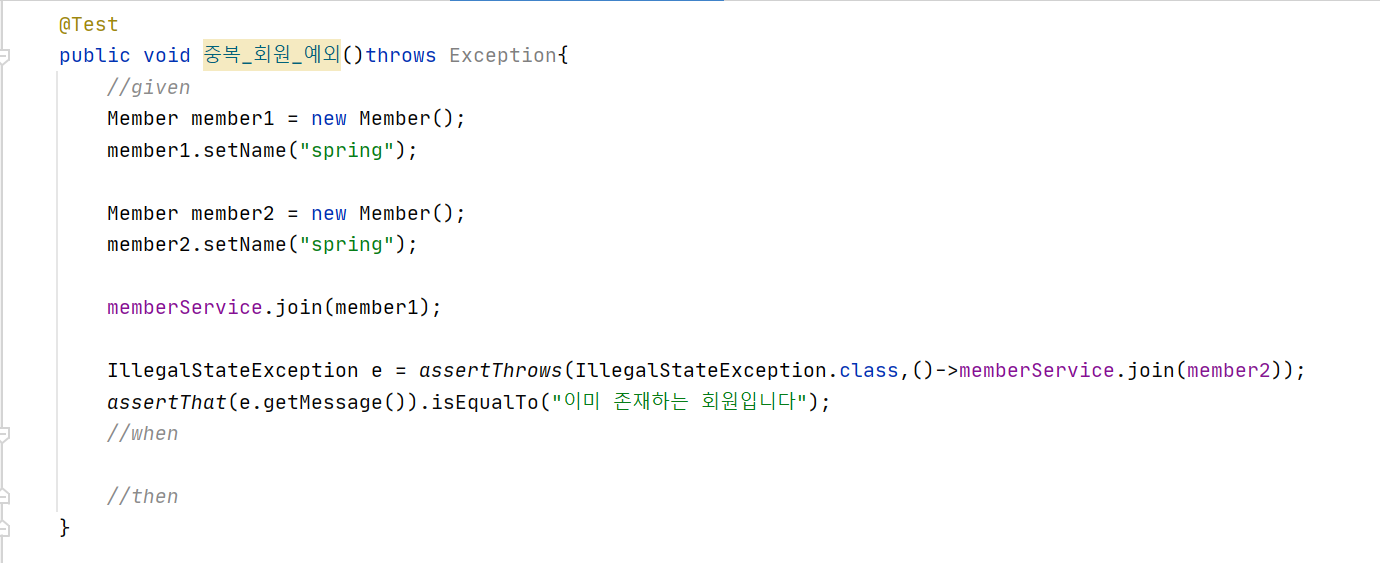 @Test
public void 중복_회원_예외()throws Exception{
//given
Member member1 = new Member();
member1.setName("spring");
Member member2 = new Member();
member2.setName("spring");
memberService.join(member1);
IllegalStateException e = assertThrows(IllegalStateException.class,()->memberService.join(member2));
assertThat(e.getMessage()).isEqualTo("이미 존재하는 회원입니다");
//when
//then
}